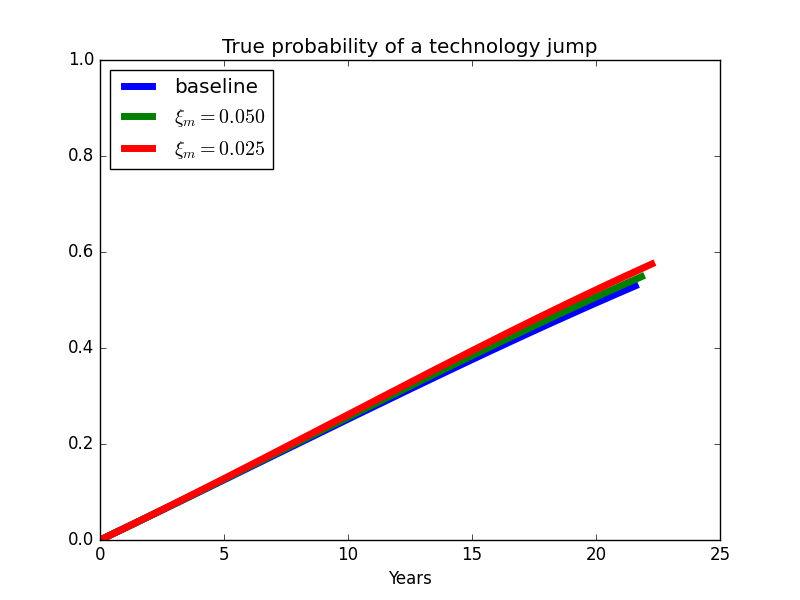 True probability of a technology jump
baseline
ξm = 0.050
ξm = 0.025
1.0
0.8
0.6
0.4
0.2
0.0
0 5 10 15 20 25
Years